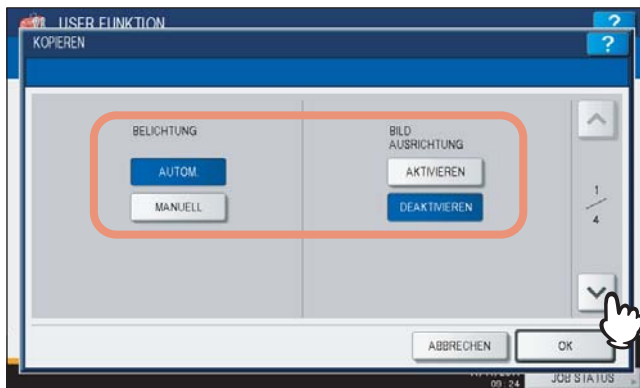 USER FUNKTION
?
KOPIEREN
?
BELICHTUNG
AUTOM.
MANUELL
BILD
AUSRICHTUNG
AKTIVIEREN
DEAKTIVIEREN
1
4
ABBRECHEN
OK
09:24
JOB STATUS